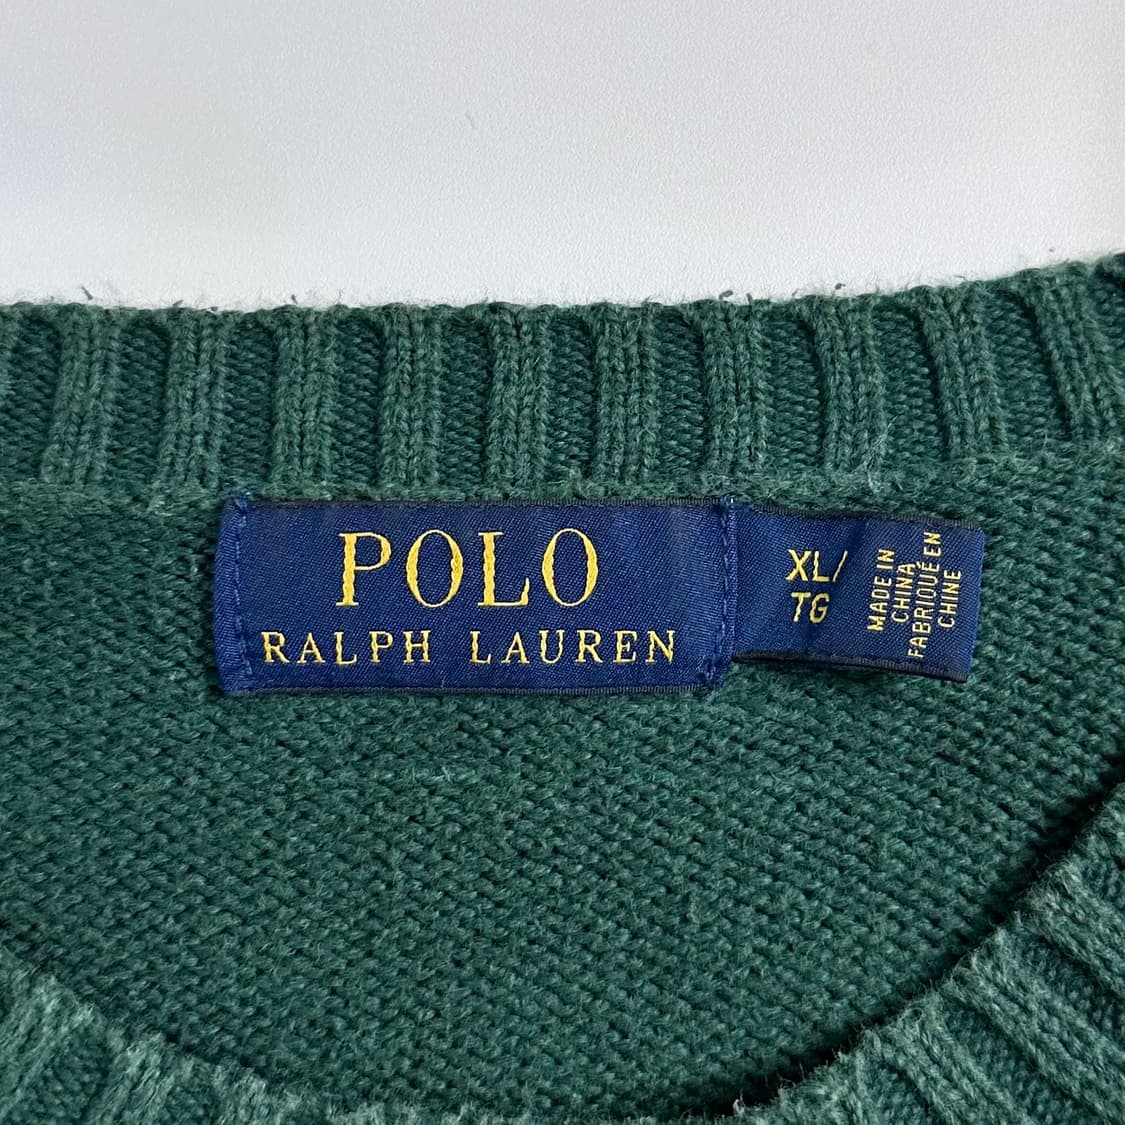 POLO
RALPH LAUREN
XL/
TG
MADE IN
CHINA
FABRIQUÉ EN
CHINE